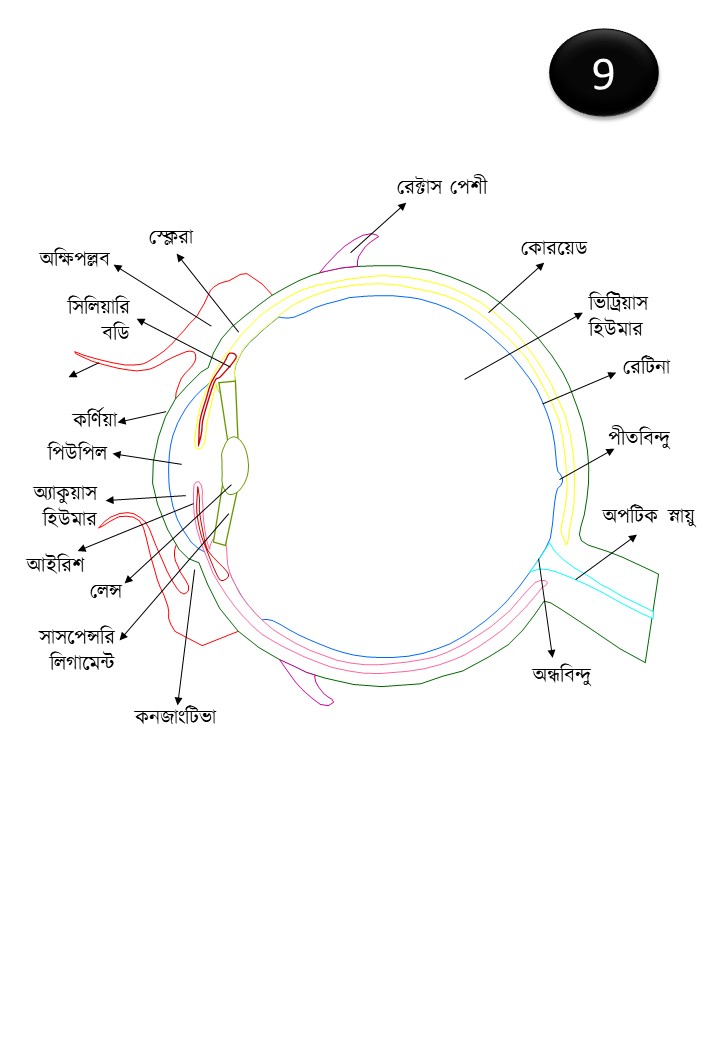 9
রেক্টাস পেশী
স্ক্লেরা
অক্ষিপল্লব
কোরয়েড
সিলিয়ারি
বডি
ভিট্রিয়াস
হিউমার
রেটিনা
কর্ণিয়া
পিউপিল
পীতবিন্দু
অ্যাকুয়াস
হিউমার
অপটিক স্নায়ু
আইরিশ
লেন্স
সাসপেন্সরি
লিগামেন্ট
অন্ধবিন্দু
কনজাংটিভা